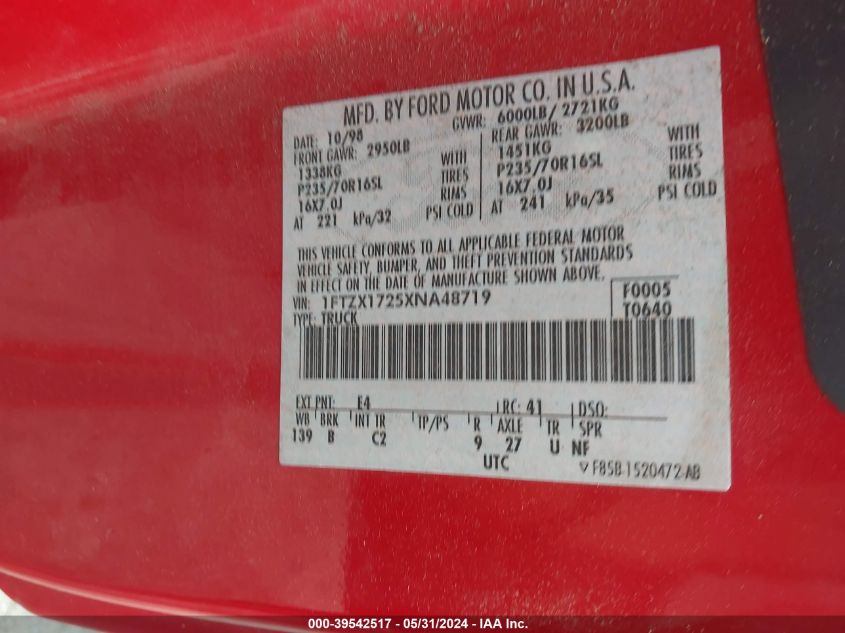 MFD. BY FORD MOTOR CO. IN U.S.A.
DATE: 10/98 GVWR: 6000LB/ 2721KG
FRONT GAWR: 2950LB REAR GAWR: 3200LB
1338KG WITH 1451KG WITH
P235/70R16SL TIRES P235/70R16SL TIRES
16X7.0J RIMS 16X7.0J RIMS
AT 221 kPa/32 PSI COLD AT 241 kPa/35 PSI COLD
THIS VEHICLE CONFORMS TO ALL APPLICABLE FEDERAL MOTOR
VEHICLE SAFETY, BUMPER, AND THEFT PREVENTION STANDARDS
IN EFFECT ON THE DATE OF MANUFACTURE SHOWN ABOVE.
VIN: 1FTZX1725XNA48719 F0005
TYPE: TRUCK T0640
EXT PNT: E4 RC: 41 DSO:
WB BRK INT TR TP/PS R AXLE TR SPR
139 B C2 9 27 U NF
UTC F85B-1520472-AB
000-39542517 - 05/31/2024 - IAA Inc.